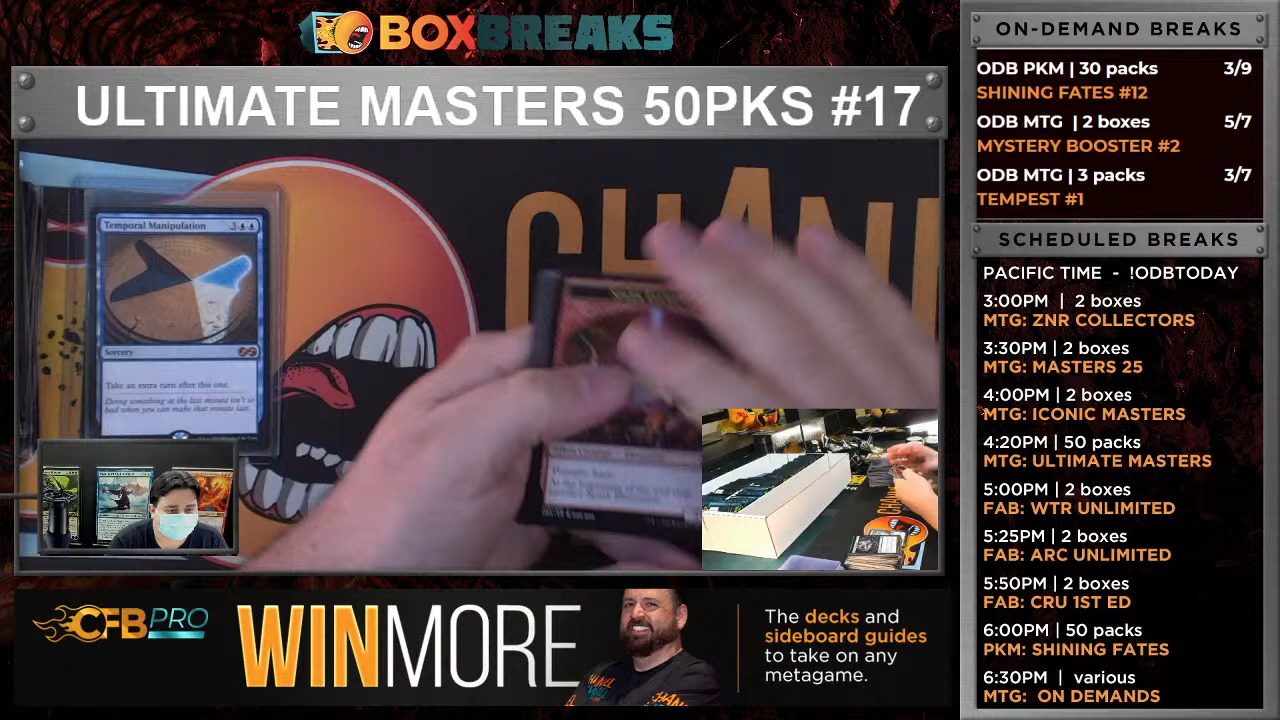 BOXBREAKS
ULTIMATE MASTERS 50PKS #17
CHANN
Temporal Manipulation
3
Sorcery
Take an extra turn after this one.
Doing something at the last minute isn't so
bad when you can make that minute last.
CFBPRO
WINMORE
The decks and
sideboard guides
to take on any
metagame.
ON-DEMAND BREAKS
ODB PKM | 30 packs 3/9
SHINING FATES #12
ODB MTG | 2 boxes 5/7
MYSTERY BOOSTER #2
ODB MTG | 3 packs 3/7
TEMPEST #1
SCHEDULED BREAKS
PACIFIC TIME - !ODBTODAY
3:00PM | 2 boxes
MTG: ZNR COLLECTORS
3:30PM | 2 boxes
MTG: MASTERS 25
4:00PM | 2 boxes
MTG: ICONIC MASTERS
4:20PM | 50 packs
MTG: ULTIMATE MASTERS
5:00PM | 2 boxes
FAB: WTR UNLIMITED
5:25PM | 2 boxes
FAB: ARC UNLIMITED
5:50PM | 2 boxes
FAB: CRU 1ST ED
6:00PM | 50 packs
PKM: SHINING FATES
6:30PM | various
MTG: ON DEMANDS